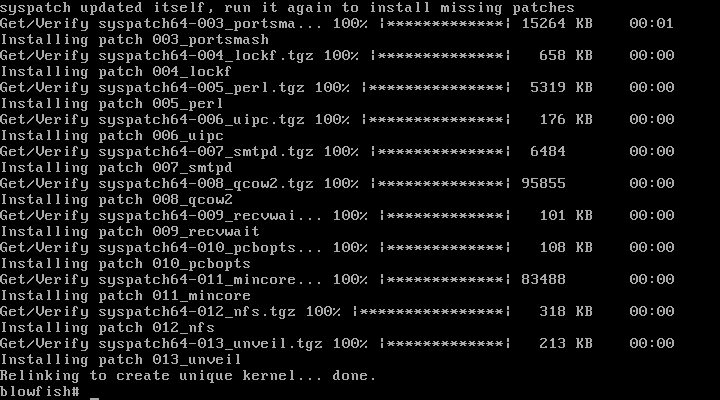 syspatch updated itself, run it again to install missing patches
Get/Verify syspatch64-003_portsma... 100% |*************| 15264 KB    00:01
Installing patch 003_portsmash
Get/Verify syspatch64-004_lockf.tgz 100% |**************|   658 KB    00:00
Installing patch 004_lockf
Get/Verify syspatch64-005_perl.tgz 100% |***************|  5319 KB    00:00
Installing patch 005_perl
Get/Verify syspatch64-006_uipc.tgz 100% |***************|   176 KB    00:00
Installing patch 006_uipc
Get/Verify syspatch64-007_smtpd.tgz 100% |**************|  6484       00:00
Installing patch 007_smtpd
Get/Verify syspatch64-008_qcow2.tgz 100% |**************| 95855       00:00
Installing patch 008_qcow2
Get/Verify syspatch64-009_recvwai... 100% |*************|   101 KB    00:00
Installing patch 009_recvwait
Get/Verify syspatch64-010_pcbopts... 100% |*************|   108 KB    00:00
Installing patch 010_pcbopts
Get/Verify syspatch64-011_mincore... 100% |*************| 83488       00:00
Installing patch 011_mincore
Get/Verify syspatch64-012_nfs.tgz 100% |****************|   318 KB    00:00
Installing patch 012_nfs
Get/Verify syspatch64-013_unveil.tgz 100% |*************|   213 KB    00:00
Installing patch 013_unveil
Relinking to create unique kernel... done.
blowfish# _